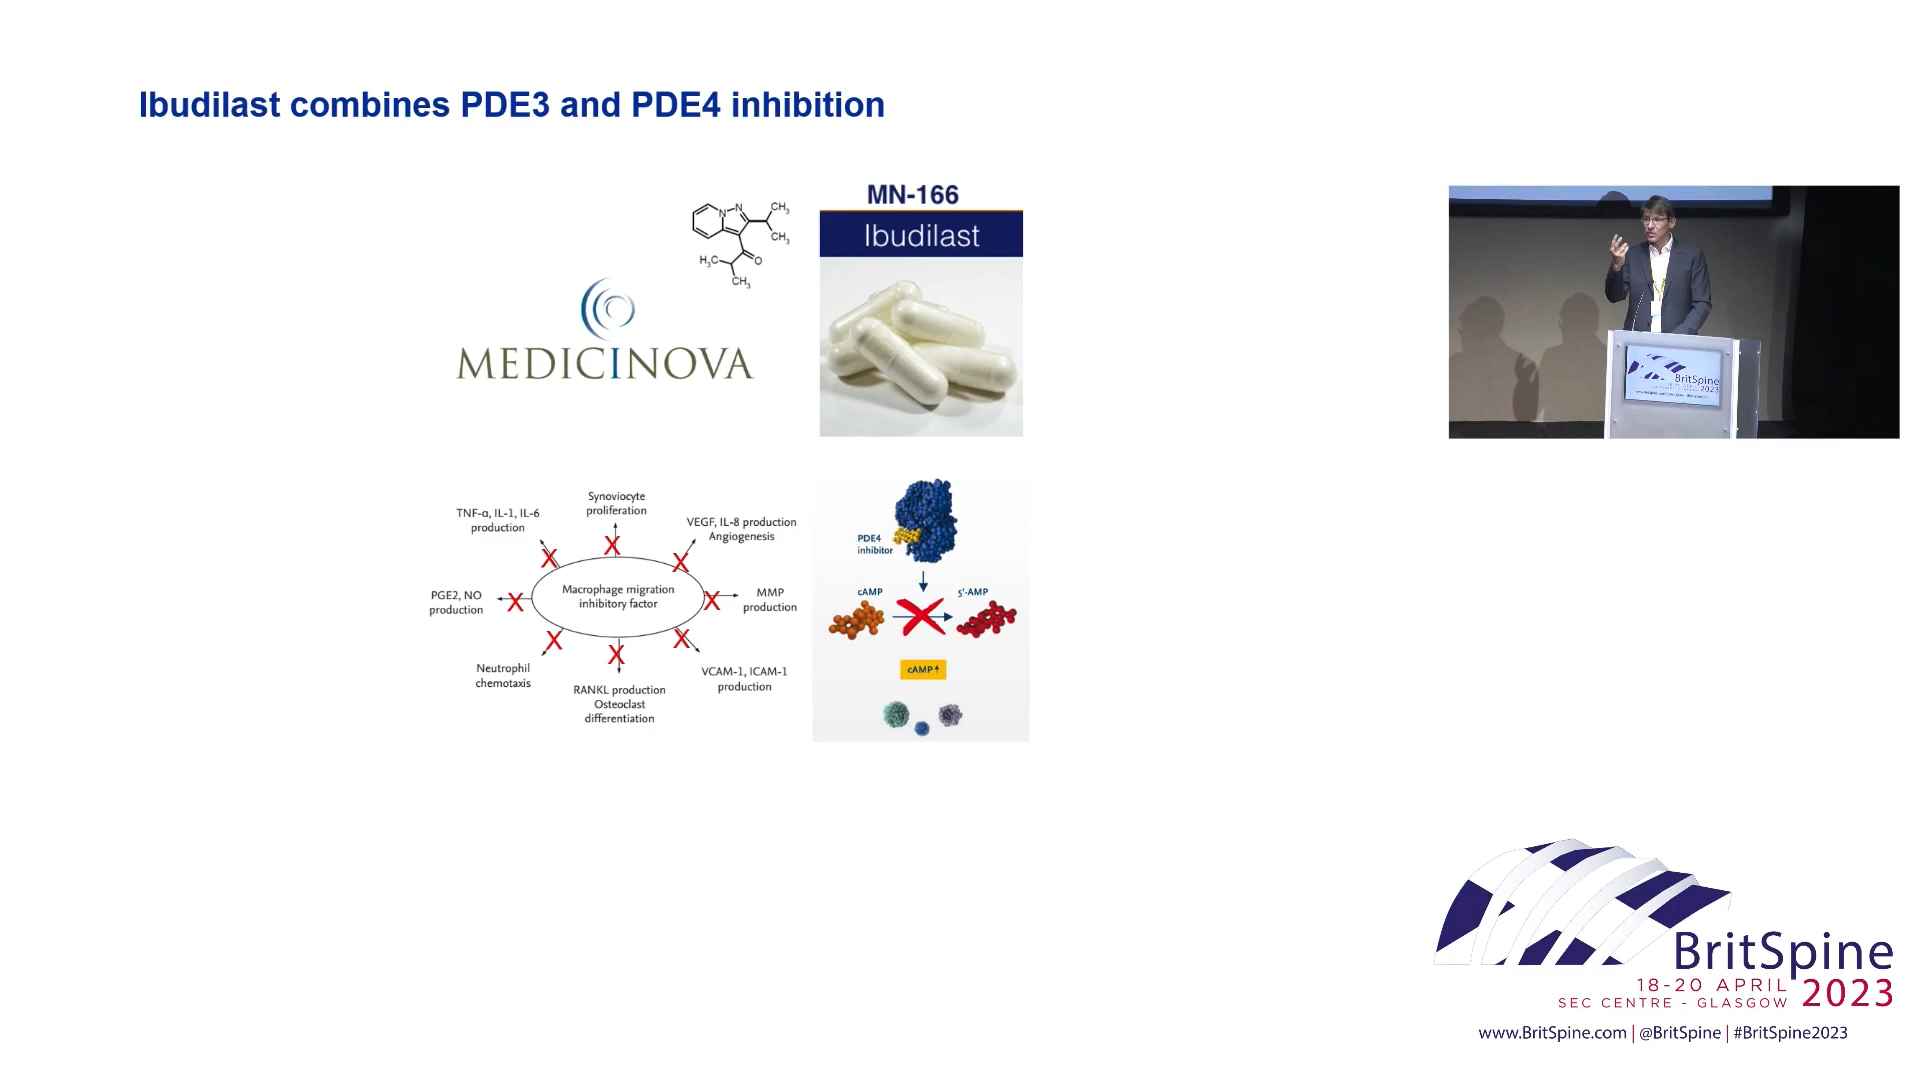 Ibudilast combines PDE3 and PDE4 inhibition
MN-166
Ibudilast
N
N
CH3
CH3
H3C
O
CH3
MEDICINOVA
Synoviocyte
proliferation
TNF-α, IL-1, IL-6
production
VEGF, IL-8 production
Angiogenesis
PGE2, NO
production
Macrophage migration
inhibitory factor
MMP
production
Neutrophil
chemotaxis
RANKL production
Osteoclast
differentiation
VCAM-1, ICAM-1
production
PDE4
inhibitor
cAMP
5'-AMP
cAMP
BritSpine
2023
BritSpine
18-20 APRIL
2023
SEC CENTRE - GLASGOW
www.BritSpine.com | @BritSpine | #BritSpine2023